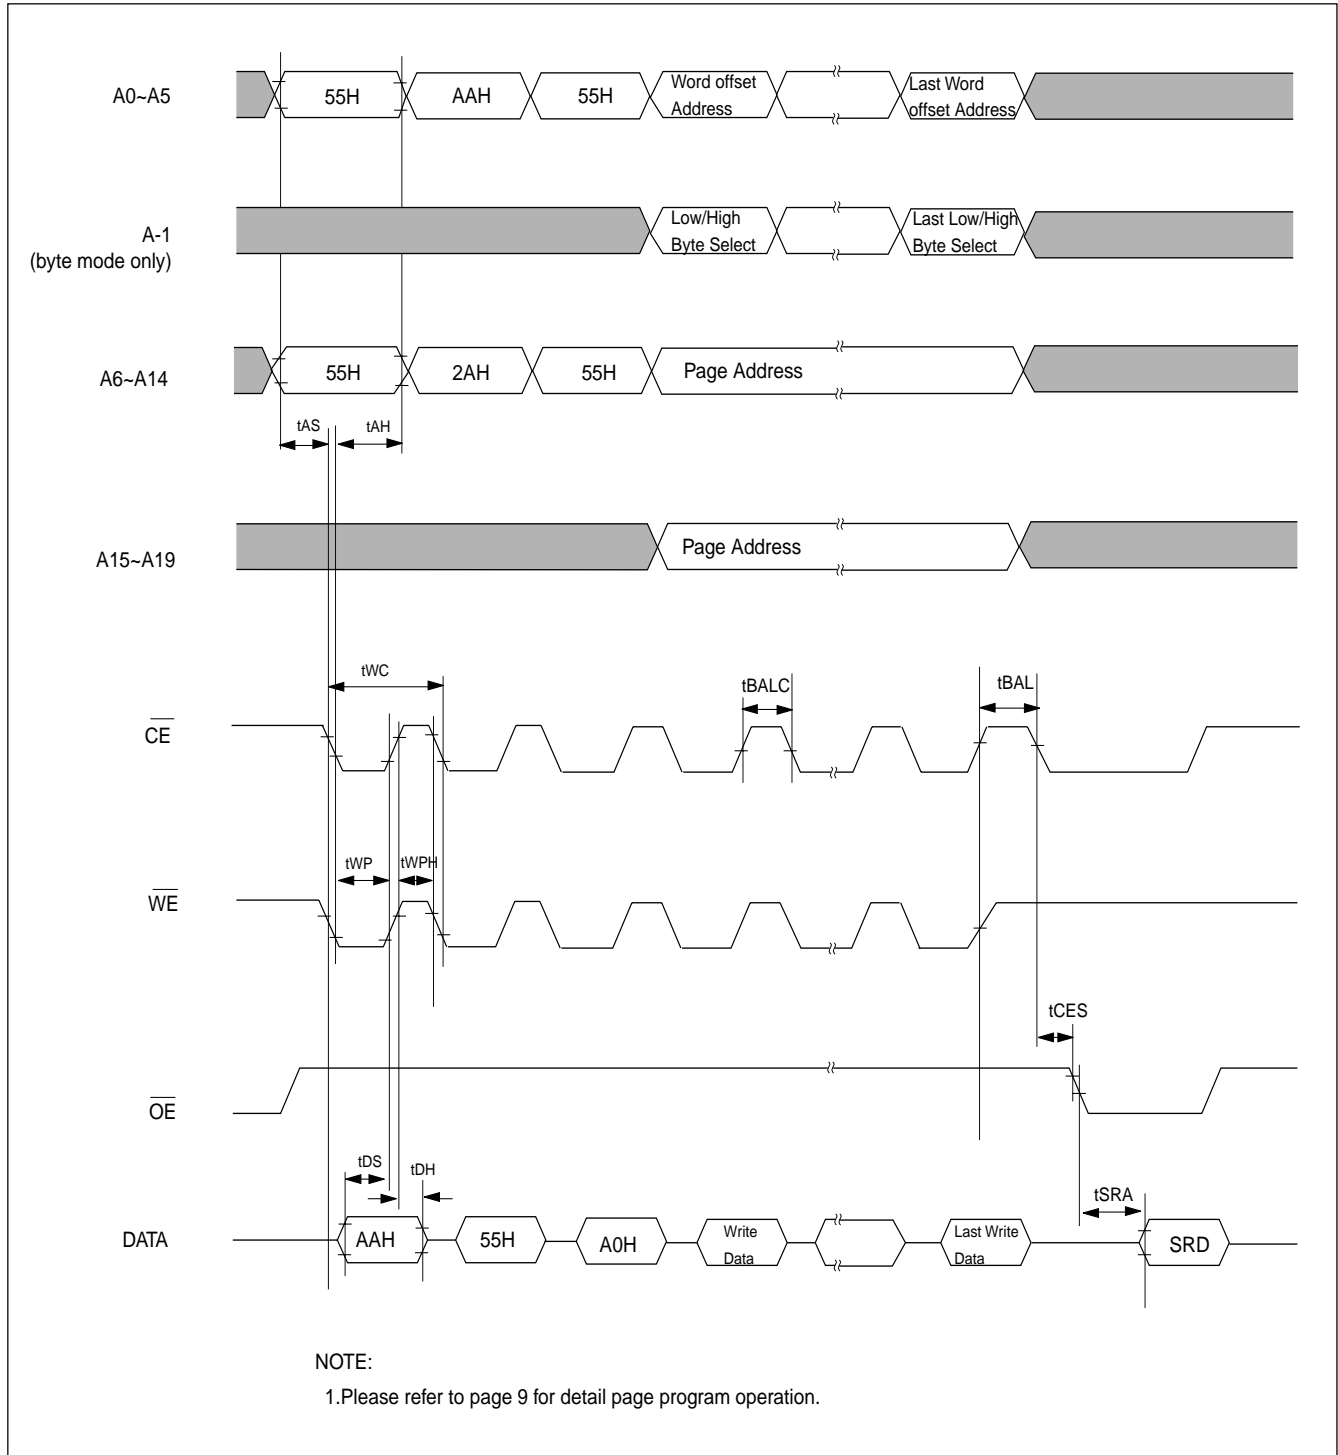 A0~A5
55H
AAH
55H
Word offset
Address
Last Word
offset Address
A-1
(byte mode only)
Low/High
Byte Select
Last Low/High
Byte Select
A6~A14
55H
2AH
55H
Page Address
tAS
tAH
A15~A19
Page Address
tWC
tBALC
tBAL
CE
tWP
tWPH
WE
tCES
OE
tDS
tDH
tSRA
DATA
AAH
55H
A0H
Write
Data
Last Write
Data
SRD
NOTE:
1.Please refer to page 9 for detail page program operation.